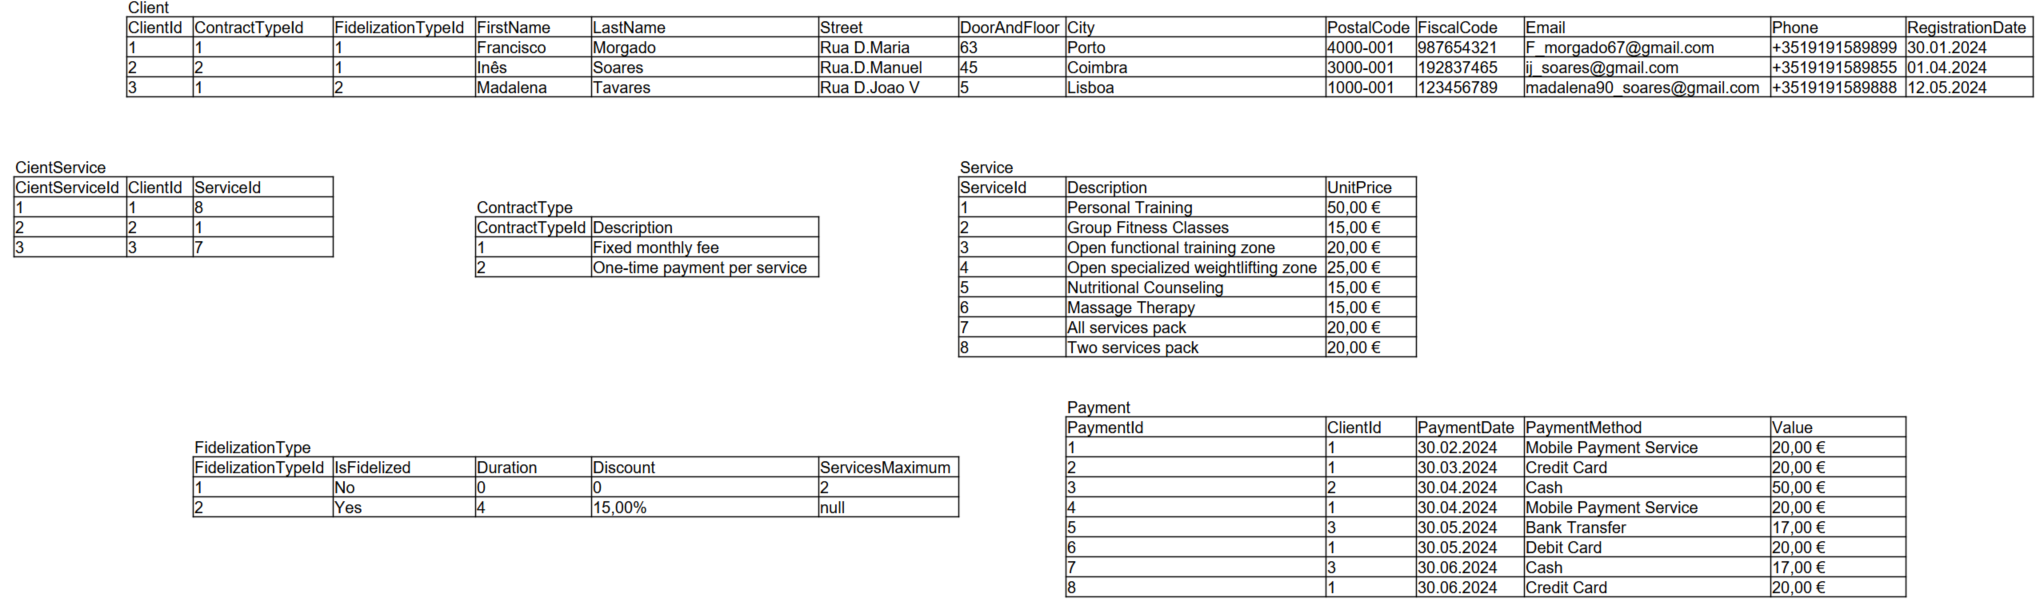 Client
ClientId ContractTypeId FidelizationTypeId FirstName LastName Street DoorAndFloor City PostalCode FiscalCode Email Phone RegistrationDate
1 1 1 Francisco Morgado Rua D.Maria 63 Porto 4000-001 987654321 F_morgado67@gmail.com +3519191589899 30.01.2024
2 2 1 Inês Soares Rua.D.Manuel 45 Coimbra 3000-001 192837465 ij_soares@gmail.com +3519191589855 01.04.2024
3 1 2 Madalena Tavares Rua D.Joao V 5 Lisboa 1000-001 123456789 madalena90_soares@gmail.com +3519191589888 12.05.2024
CientService
CientServiceId ClientId ServiceId
1 1 8
2 2 1
3 3 7
ContractType
ContractTypeId Description
1 Fixed monthly fee
2 One-time payment per service
Service
ServiceId Description UnitPrice
1 Personal Training 50,00 €
2 Group Fitness Classes 15,00 €
3 Open functional training zone 20,00 €
4 Open specialized weightlifting zone 25,00 €
5 Nutritional Counseling 15,00 €
6 Massage Therapy 15,00 €
7 All services pack 20,00 €
8 Two services pack 20,00 €
FidelizationType
FidelizationTypeId IsFidelized Duration Discount ServicesMaximum
1 No 0 0 2
2 Yes 4 15,00% null
Payment
PaymentId ClientId PaymentDate PaymentMethod Value
1 1 30.02.2024 Mobile Payment Service 20,00 €
2 1 30.03.2024 Credit Card 20,00 €
3 2 30.04.2024 Cash 50,00 €
4 1 30.04.2024 Mobile Payment Service 20,00 €
5 3 30.05.2024 Bank Transfer 17,00 €
6 1 30.05.2024 Debit Card 20,00 €
7 3 30.06.2024 Cash 17,00 €
8 1 30.06.2024 Credit Card 20,00 €